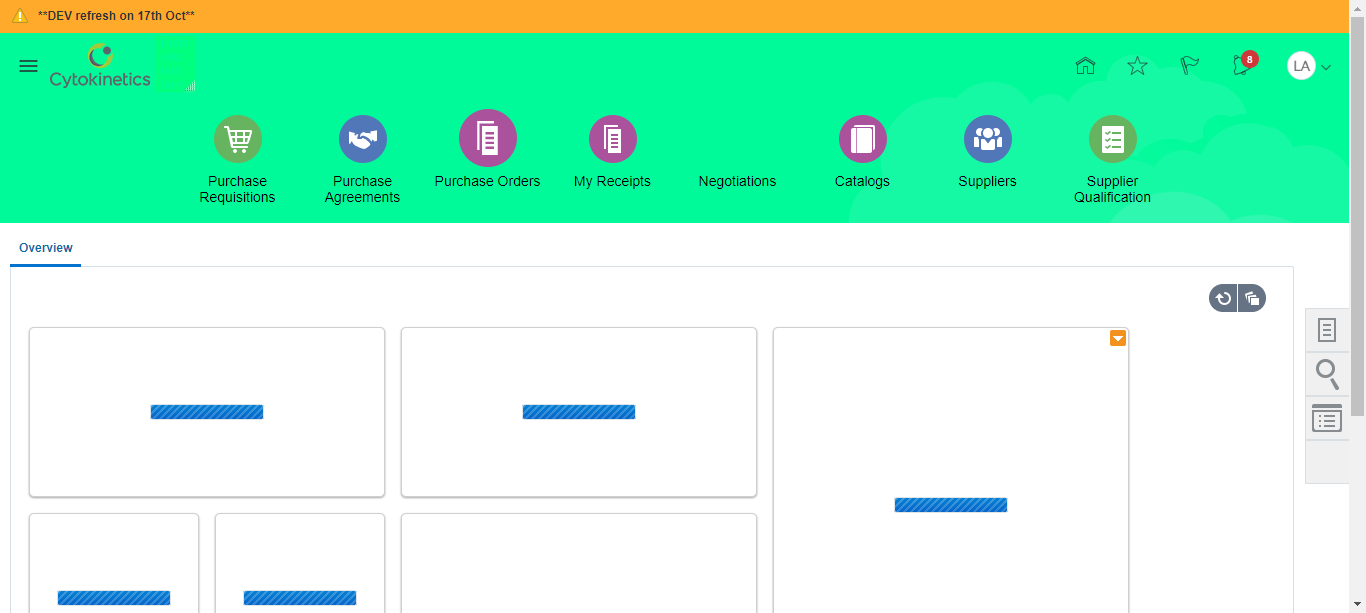 **DEV refresh on 17th Oct**
Cytokinetics
8
LA
Purchase
Requisitions
Purchase
Agreements
Purchase Orders
My Receipts
Negotiations
Catalogs
Suppliers
Supplier
Qualification
Overview